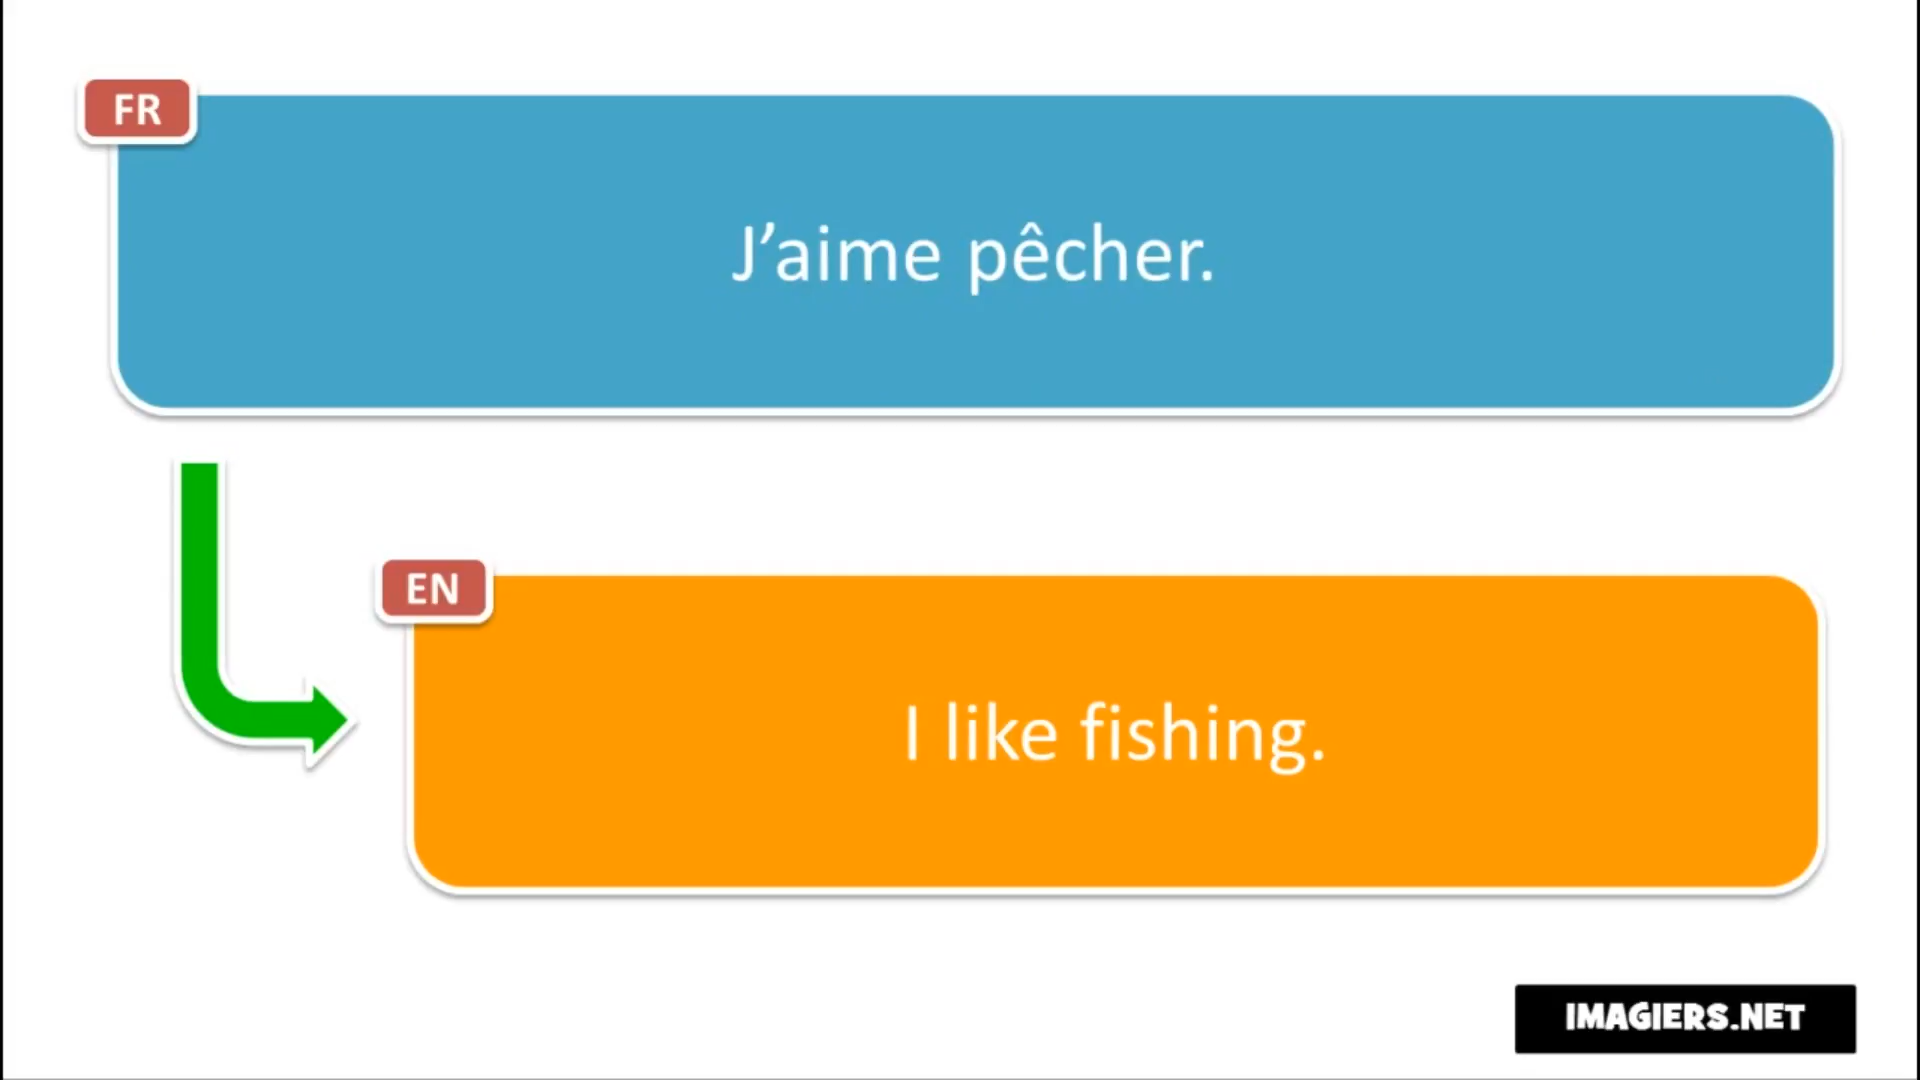 FR
J’aime pêcher.
EN
I like fishing.
IMAGIERS.NET